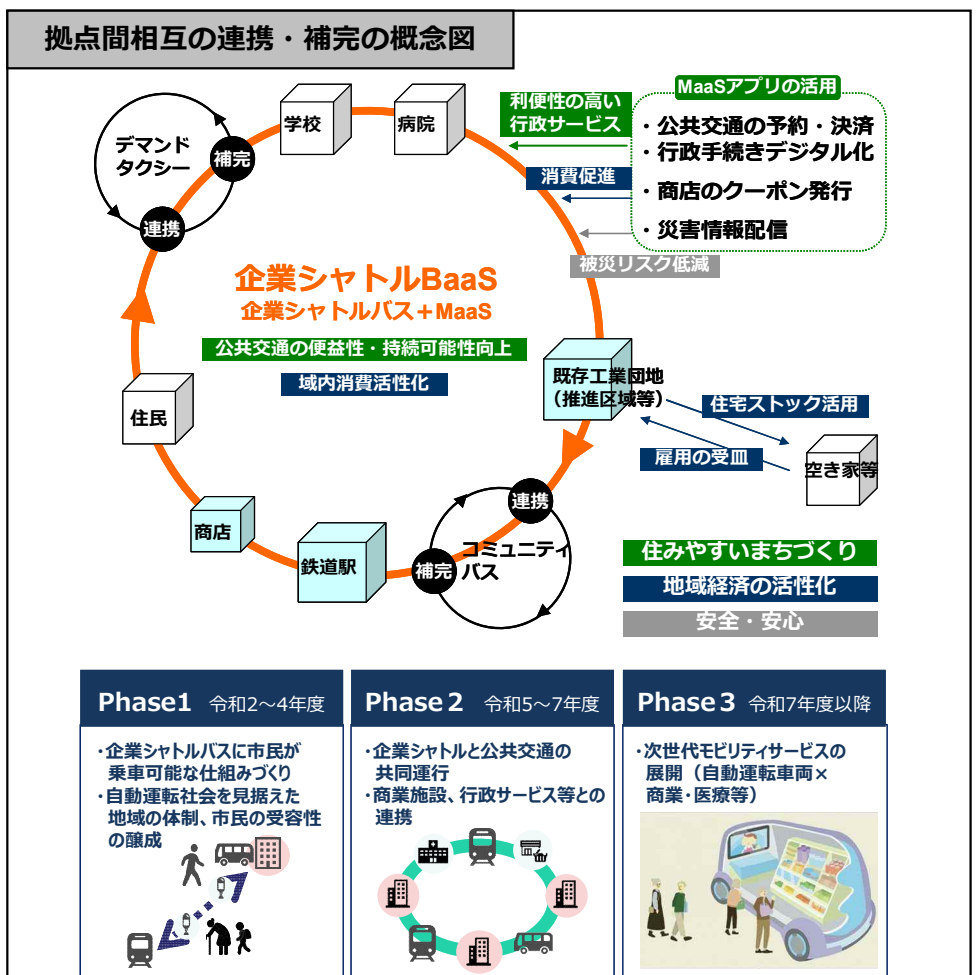 拠点間相互の連携・補完の概念図
MaaSアプリの活用
・公共交通の予約・決済
・行政手続きデジタル化
・商店のクーポン発行
・災害情報配信
利便性の高い
行政サービス
消費促進
被災リスク低減
学校
病院
デマンド
タクシー
補完
連携
企業シャトルBaaS
企業シャトルバス＋MaaS
公共交通の便益性・持続可能性向上
域内消費活性化
既存工業団地
（推進区域等）
住宅ストック活用
雇用の受皿
空き家等
住民
商店
鉄道駅
連携
補完
コミュニティ
バス
住みやすいまちづくり
地域経済の活性化
安全・安心
Phase1 令和2～4年度
・企業シャトルバスに市民が
乗車可能な仕組みづくり
・自動運転社会を見据えた
地域の体制、市民の受容性
の醸成
Phase２ 令和5～7年度
・企業シャトルと公共交通の
共同運行
・商業施設、行政サービス等との
連携
Phase３ 令和7年度以降
・次世代モビリティサービスの
展開（自動運転車両×
商業・医療等）